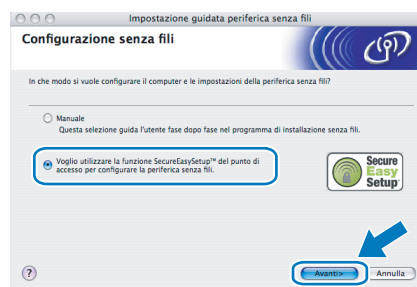 Impostazione guidata periferica senza fili
Configurazione senza fili
In che modo si vuole configurare il computer e le impostazioni della periferica senza fili?
Manuale
Questa selezione guida l'utente fase dopo fase nel programma di installazione senza fili.
Voglio utilizzare la funzione SecureEasySetup™ del punto di
accesso per configurare la periferica senza fili.
Secure
Easy
Setup
?
Avanti>
Annulla